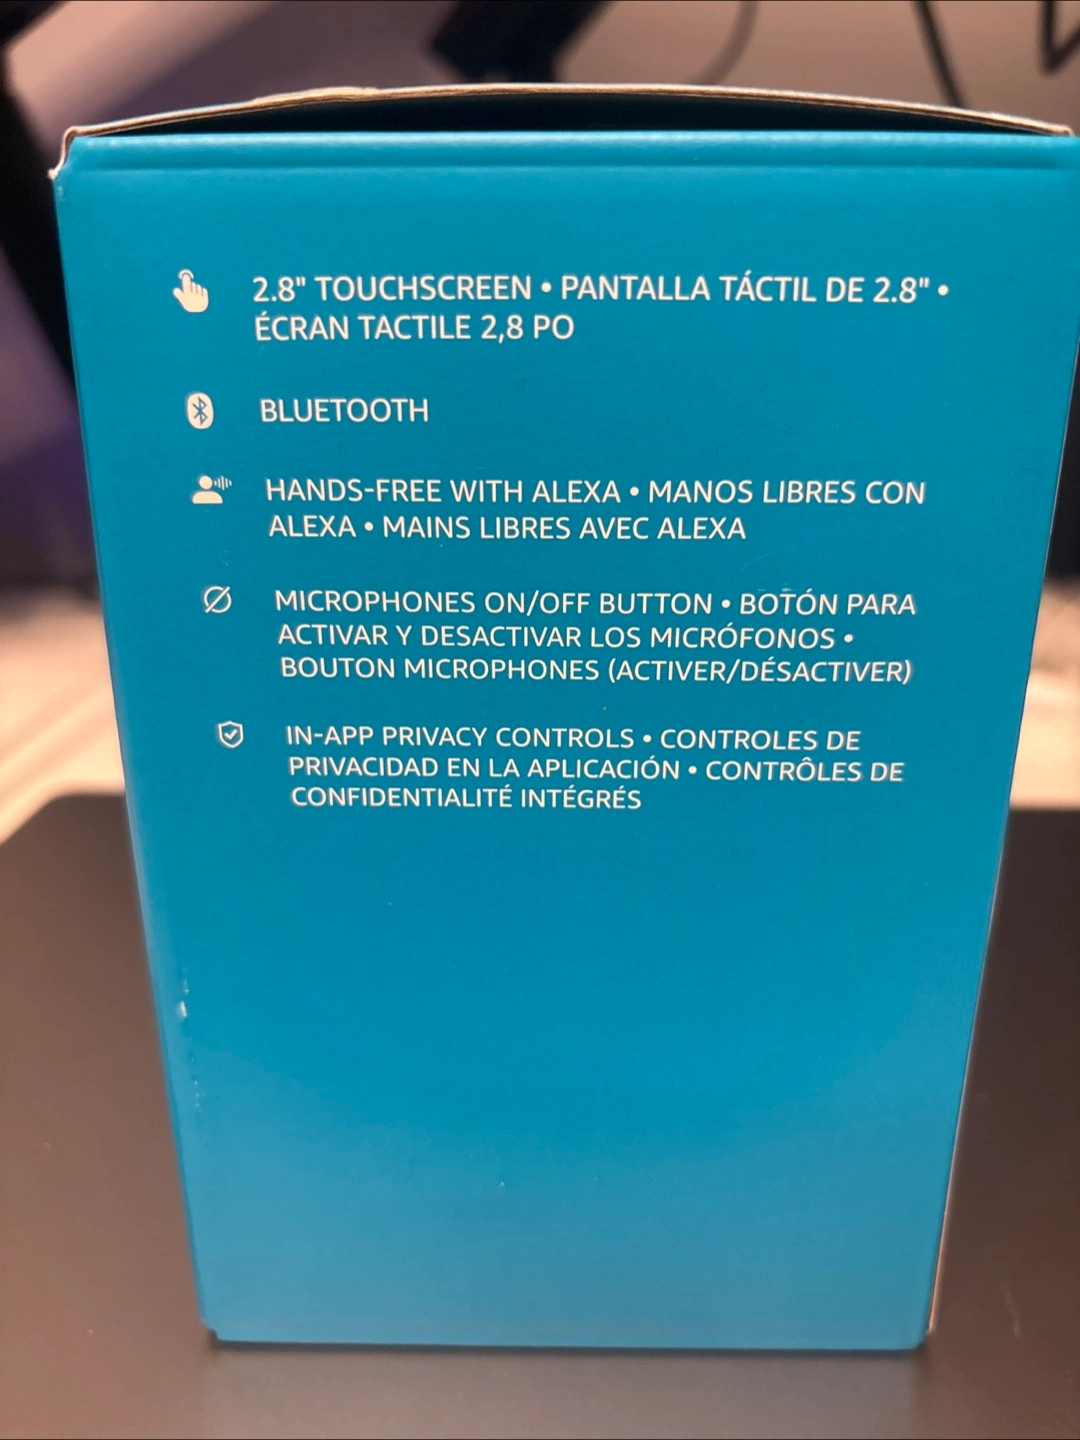 2.8" TOUCHSCREEN • PANTALLA TÁCTIL DE 2.8" •
ÉCRAN TACTILE 2,8 PO
BLUETOOTH
HANDS-FREE WITH ALEXA • MANOS LIBRES CON
ALEXA • MAINS LIBRES AVEC ALEXA
MICROPHONES ON/OFF BUTTON • BOTÓN PARA
ACTIVAR Y DESACTIVAR LOS MICRÓFONOS •
BOUTON MICROPHONES (ACTIVER/DÉSACTIVER)
IN-APP PRIVACY CONTROLS • CONTROLES DE
PRIVACIDAD EN LA APLICACIÓN • CONTRÔLES DE
CONFIDENTIALITÉ INTÉGRÉS